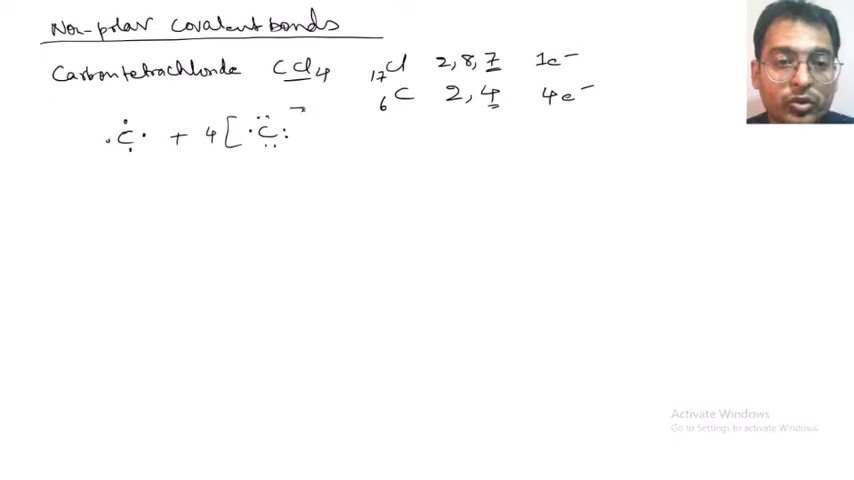 Non-polar covalent bonds
Carbontetrachloride CCl4 17Cl 2,8,7 1e⁻
6C 2,4 4e⁻
C + 4[C
Activate Windows
Go to Settings to activate Windows.